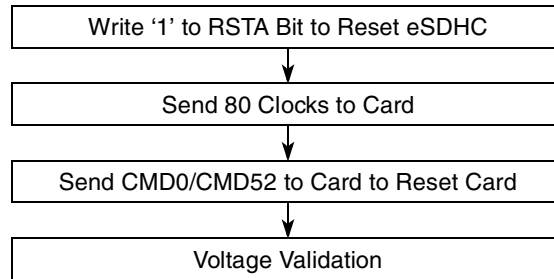 Write ‘1’ to RSTA Bit to Reset eSDHC
Send 80 Clocks to Card
Send CMD0/CMD52 to Card to Reset Card
Voltage Validation